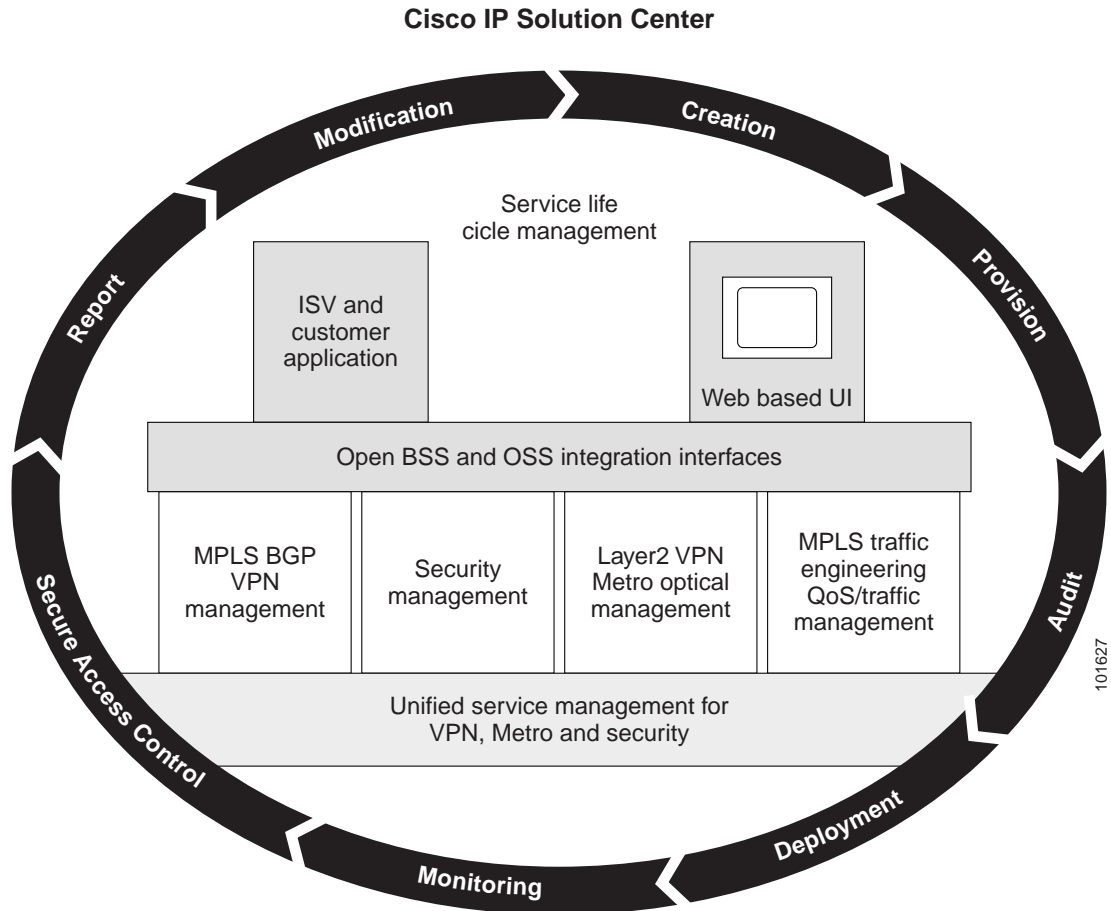 Cisco IP Solution Center
Modification
Creation
Service life
cicle management
Report
Provision
ISV and
customer
application
Web based UI
Open BSS and OSS integration interfaces
MPLS BGP
VPN
management
Security
management
Layer2 VPN
Metro optical
management
MPLS traffic
engineering
QoS/traffic
management
Secure Access Control
Audit
101627
Unified service management for
VPN, Metro and security
Deployment
Monitoring